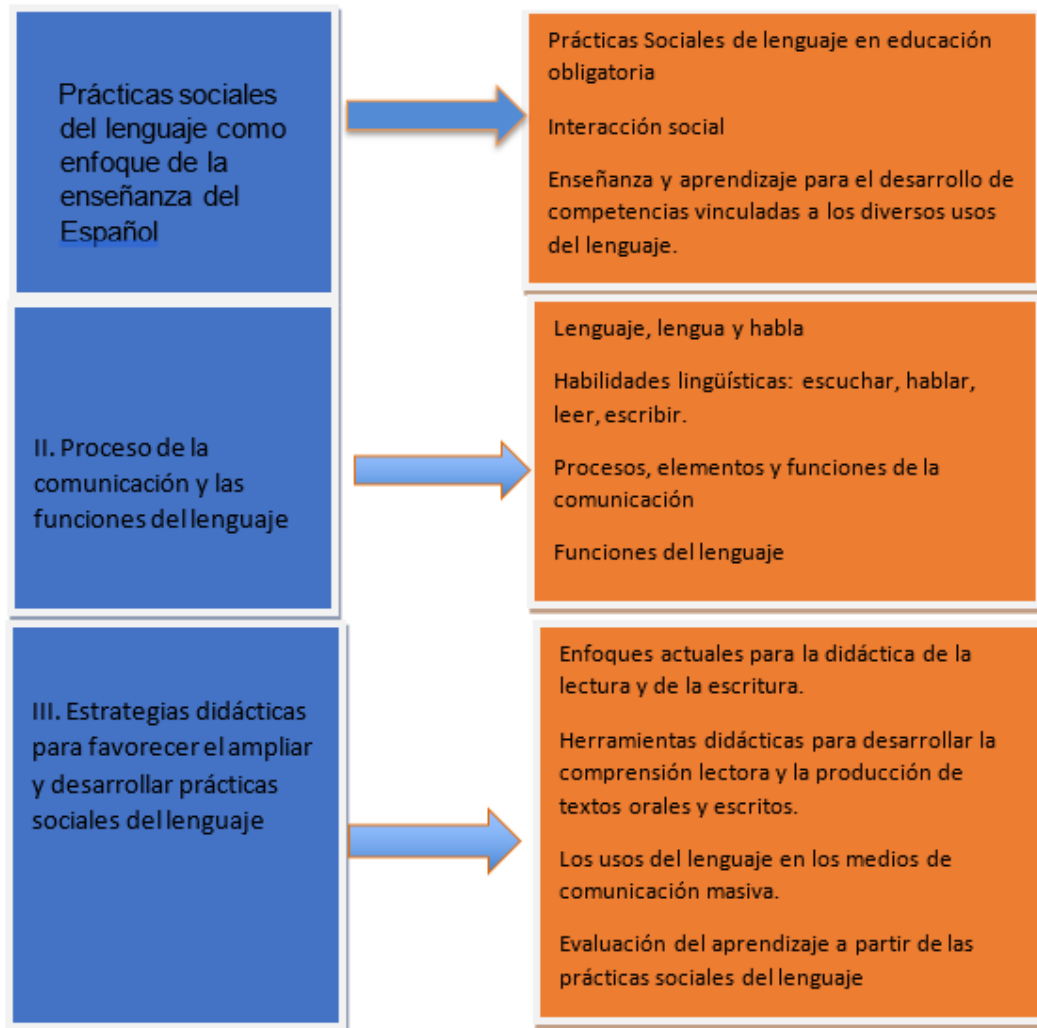 Prácticas sociales
del lenguaje como
enfoque de la
enseñanza del
Español
Prácticas Sociales de lenguaje en educación
obligatoria
Interacción social
Enseñanza y aprendizaje para el desarrollo de
competencias vinculadas a los diversos usos
del lenguaje.
II. Proceso de la
comunicación y las
funciones del lenguaje
Lenguaje, lengua y habla
Habilidades lingüísticas: escuchar, hablar,
leer, escribir.
Procesos, elementos y funciones de la
comunicación
Funciones del lenguaje
III. Estrategias didácticas
para favorecer el ampliar
y desarrollar prácticas
sociales del lenguaje
Enfoques actuales para la didáctica de la
lectura y de la escritura.
Herramientas didácticas para desarrollar la
comprensión lectora y la producción de
textos orales y escritos.
Los usos del lenguaje en los medios de
comunicación masiva.
Evaluación del aprendizaje a partir de las
prácticas sociales del lenguaje